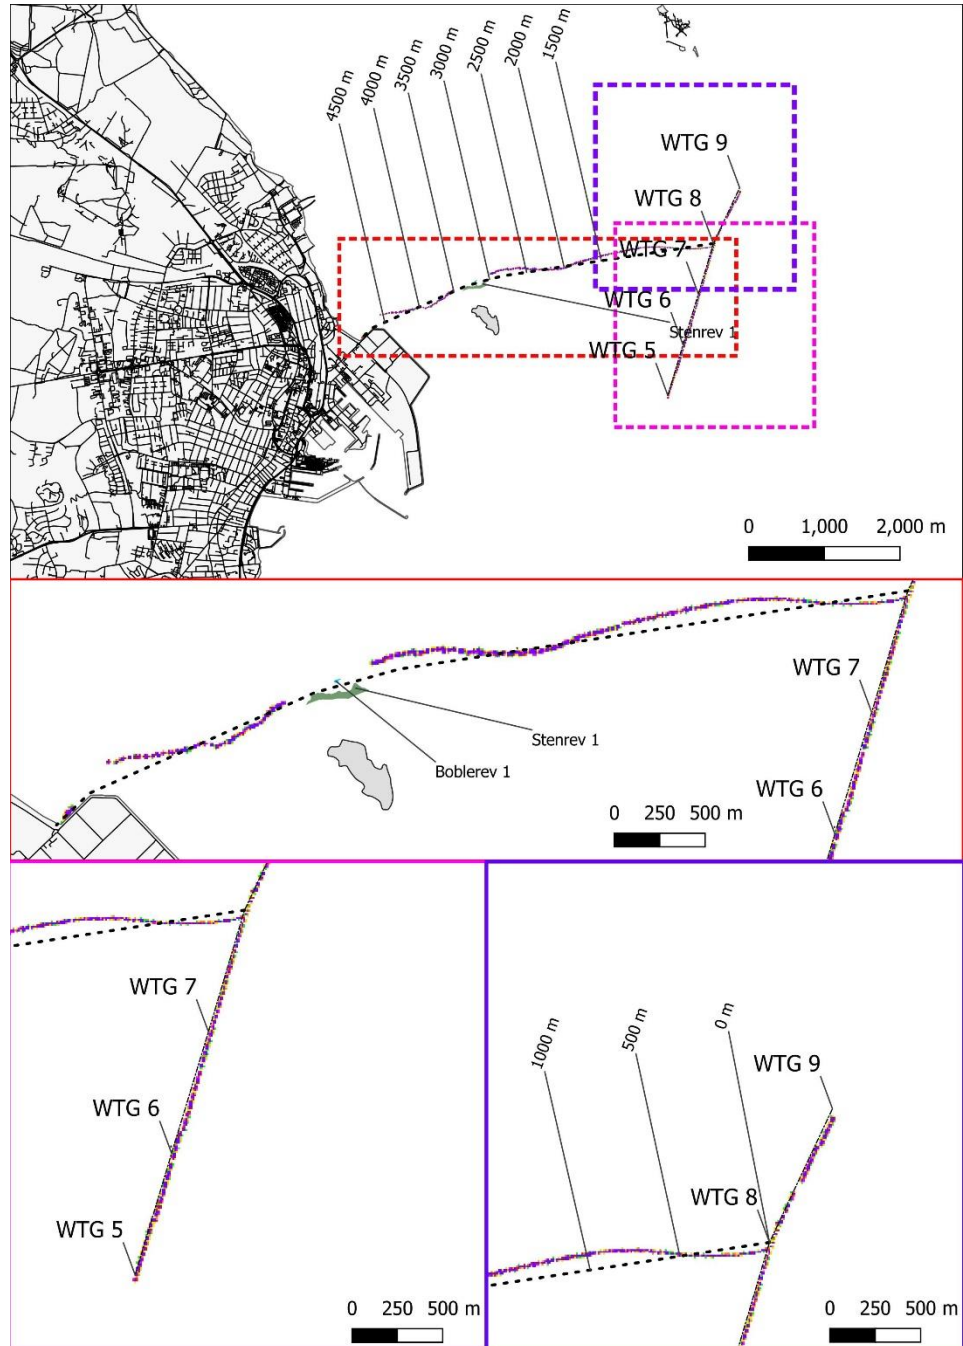 4500 m
4000 m
3500 m
3000 m
2500 m
2000 m
1500 m
WTG 9
WTG 8
WTG 7
WTG 6
Stenrev 1
WTG 5
0 1,000 2,000 m
WTG 7
Stenrev 1
Boblerev 1
WTG 6
0 250 500 m
WTG 7
WTG 6
WTG 5
0 250 500 m
1000 m
500 m
0 m
WTG 9
WTG 8
0 250 500 m